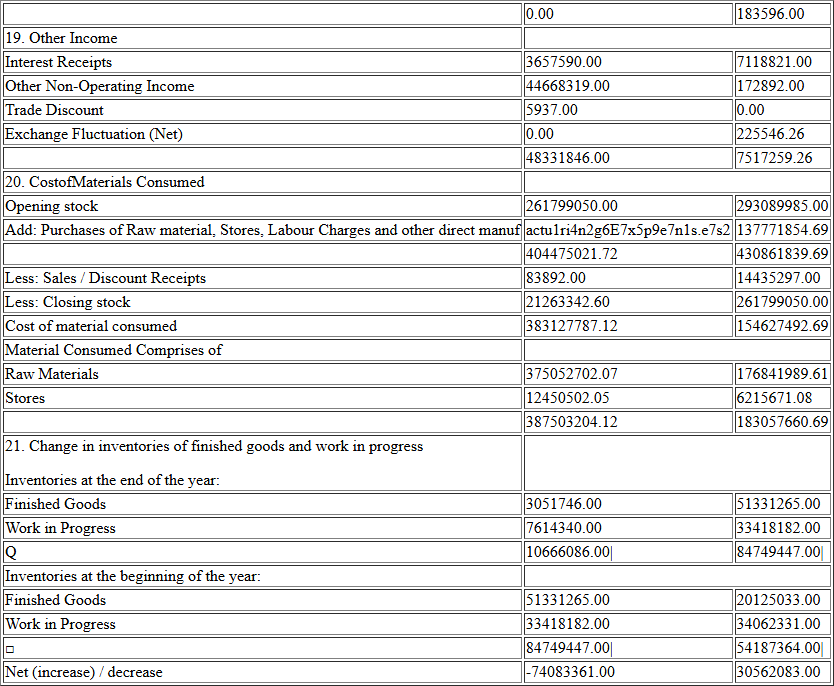 0.00 183596.00
19. Other Income
Interest Receipts 3657590.00 7118821.00
Other Non-Operating Income 44668319.00 172892.00
Trade Discount 5937.00 0.00
Exchange Fluctuation (Net) 0.00 225546.26
48331846.00 7517259.26
20. CostofMaterials Consumed
Opening stock 261799050.00 293089985.00
Add: Purchases of Raw material, Stores, Labour Charges and other direct manuf actu1ri4n2g6E7x5p9e7n1s.e7s2 137771854.69
404475021.72 430861839.69
Less: Sales / Discount Receipts 83892.00 14435297.00
Less: Closing stock 21263342.60 261799050.00
Cost of material consumed 383127787.12 154627492.69
Material Consumed Comprises of
Raw Materials 375052702.07 176841989.61
Stores 12450502.05 6215671.08
387503204.12 183057660.69
21. Change in inventories of finished goods and work in progress
Inventories at the end of the year:
Finished Goods 3051746.00 51331265.00
Work in Progress 7614340.00 33418182.00
Q 10666086.00| 84749447.00|
Inventories at the beginning of the year:
Finished Goods 51331265.00 20125033.00
Work in Progress 33418182.00 34062331.00
□ 84749447.00| 54187364.00|
Net (increase) / decrease -74083361.00 30562083.00